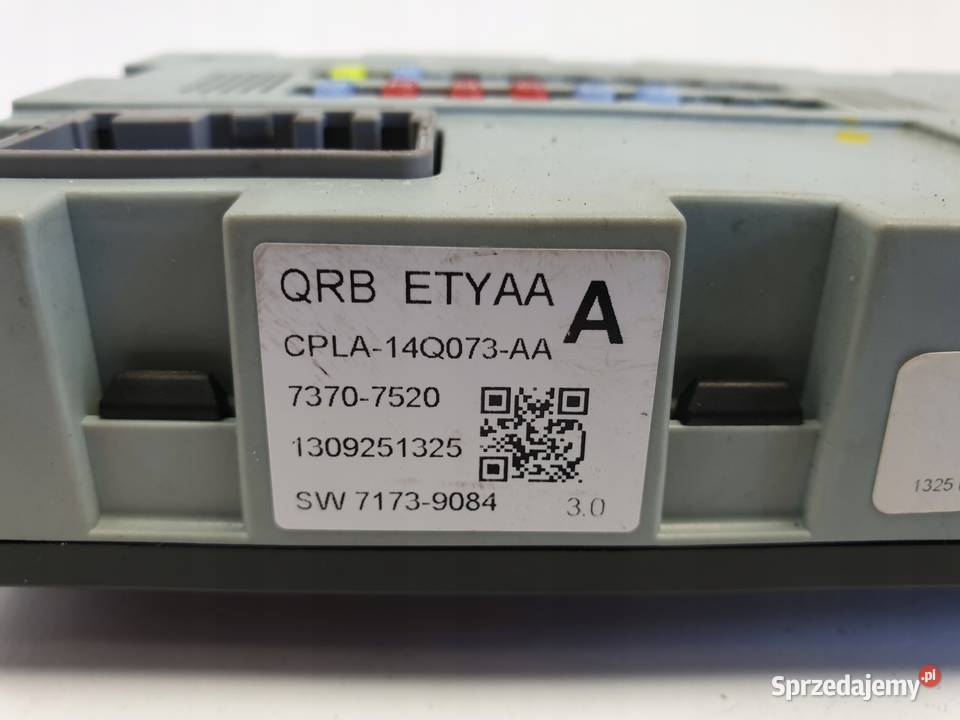 QRB ETYAA A
CPLA-14Q073-AA
7370-7520
1309251325
SW 7173-9084 3.0
1325
Sprzedajemy.pl